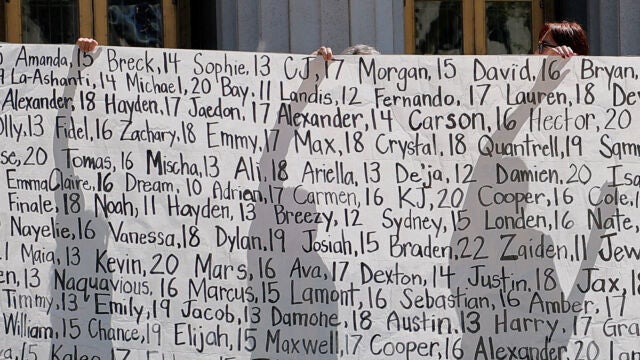 Amanda, 15 Breck, 14 Sophie, 13 CJ, 17 Morgan, 15 David, 16 Bryan,
La-Ashanti, 14 Michael, 20 Bay, 11 Landis, 12 Fernando, 17 Lauren, 18
Alexander, 18 Hayden, 17 Jaedon, 17 Alexander, 14 Carson, 16 Hector, 20
13 Fidel, 16 Zachary, 18 Emmy, 17 Max, 18 Crystal, 18 Quantrell, 19
20 Tomas, 16 Mischa, 13 Ali, 18 Ariella, 13 De'ja, 12 Damien, 20
EmmaClaire, 16 Dream, 10 Adrien, 17 Carmen, 16 KJ, 20 Cooper, 16 Cole,
Finale, 18 Noah, 11 Hayden, 13 Breezy, 12 Sydney, 15 Londen, 16 Nate,
Nayelie, 16 Vanessa, 18 Dylan, 19 Josiah, 15 Braden, 22 Zaiden, 11
Maia, 13 Kevin, 20 Mars, 16 Ava, 17 Dexton, 14 Justin, 18 Jax, 18
13 Naquavious, 16 Marcus, 15 Lamont, 16 Sebastian, 16 Amber, 17
Timmy, 13 Emily, 19 Jacob, 13 Damone, 18 Austin, 13 Harry, 17
William, 15 Chance, 19 Elijah, 15 Maxwell, 17 Cooper, 16 Alexander, 20